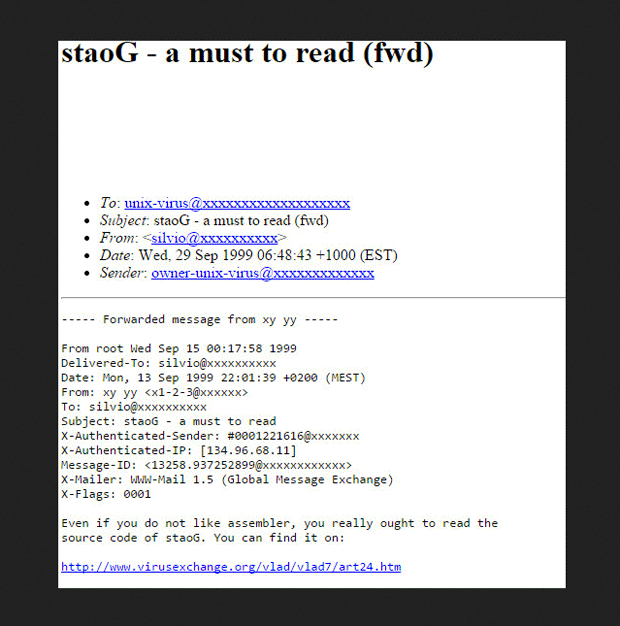 staoG - a must to read (fwd)
To: unix-virus@xxxxxxxxxxxxxxxxxxx
Subject: staoG - a must to read (fwd)
From: <silvio@xxxxxxxxxx>
Date: Wed, 29 Sep 1999 06:48:43 +1000 (EST)
Sender: owner-unix-virus@xxxxxxxxxxxxx
----- Forwarded message from xy yy -----
From root Wed Sep 15 00:17:58 1999
Delivered-To: silvio@xxxxxxxxxx
Date: Mon, 13 Sep 1999 22:01:39 +0200 (MEST)
From: xy yy <x1-2-3@xxxxxx>
To: silvio@xxxxxxxxxx
Subject: staoG - a must to read
X-Authenticated-Sender: #0001221616@xxxxxxx
X-Authenticated-IP: [134.96.68.11]
Message-ID: <13258.937252899@xxxxxxxxxxxx>
X-Mailer: WWW-Mail 1.5 (Global Message Exchange)
X-Flags: 0001
Even if you do not like assembler, you really ought to read the
source code of staoG. You can find it on:
http://www.virusexchange.org/vlad/vlad7/art24.htm